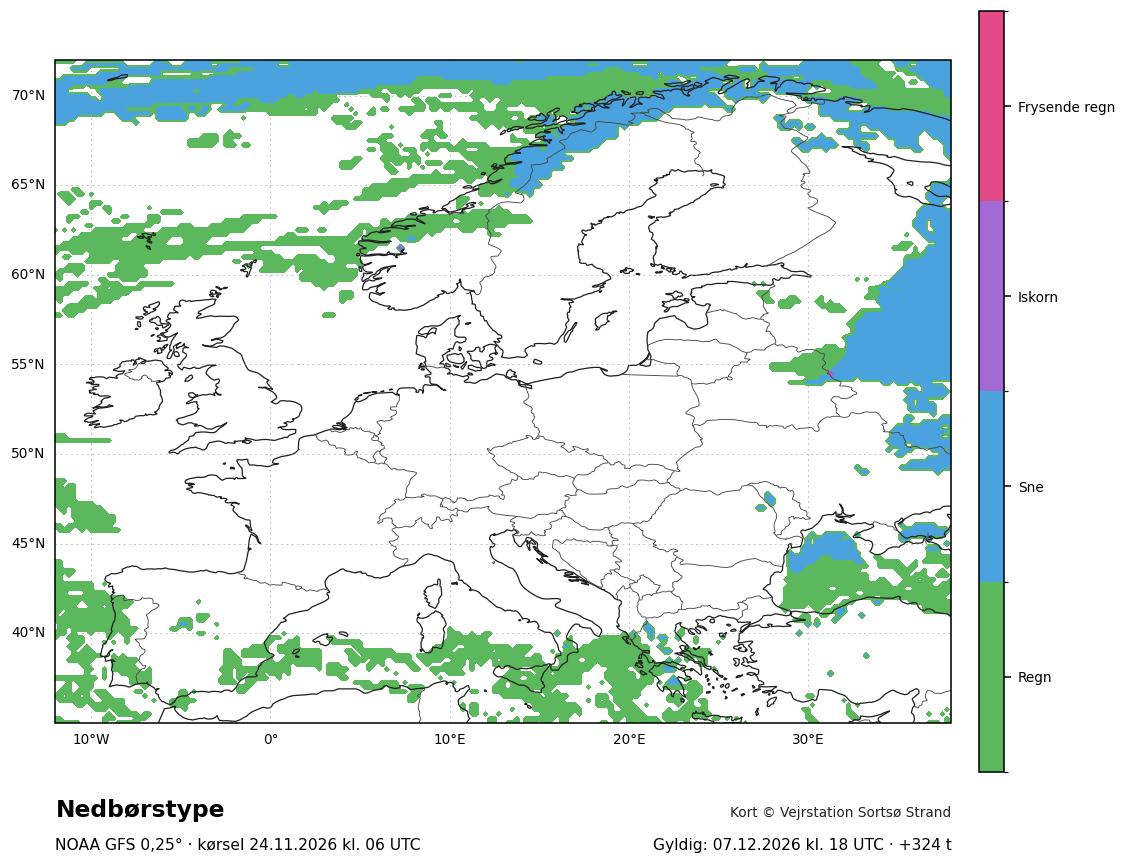 70°N
65°N
60°N
55°N
50°N
45°N
40°N
10°W
0°
10°E
20°E
30°E
Frysende regn
Iskorn
Sne
Regn
Nedbørstype
Kort © Vejrstation Sortsø Strand
NOAA GFS 0,25° · kørsel 24.11.2026 kl. 06 UTC
Gyldig: 07.12.2026 kl. 18 UTC · +324 t